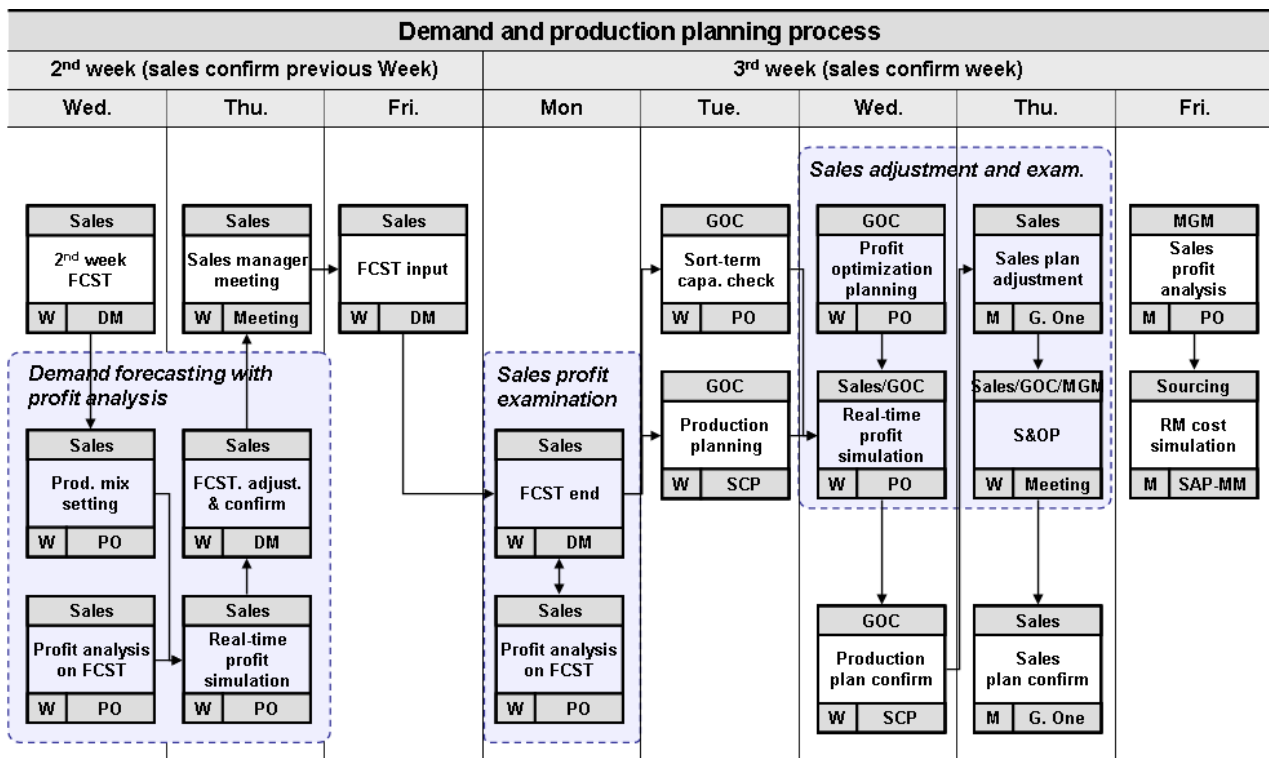 Demand and production planning process
2nd week (sales confirm previous Week)
3rd week (sales confirm week)
Wed.
Thu.
Fri.
Mon
Tue.
Wed.
Thu.
Fri.
Sales
2nd week
FCST
W DM
Demand forecasting with
profit analysis
Sales
Prod. mix
setting
W PO
Sales
Profit analysis
on FCST
W PO
Sales
Sales manager
meeting
W Meeting
Sales
FCST. adjust.
& confirm
W DM
Sales
Real-time
profit
simulation
W PO
Sales
FCST input
W DM
Sales profit
examination
Sales
FCST end
W DM
Sales
Profit analysis
on FCST
W PO
GOC
Sort-term
capa. check
W PO
GOC
Production
planning
W SCP
Sales adjustment and exam.
GOC
Profit
optimization
planning
W PO
Sales/GOC
Real-time
profit
simulation
W PO
GOC
Production
plan confirm
W SCP
Sales
Sales plan
adjustment
M G. One
Sales/GOC/MGM
S&OP
W Meeting
Sales
Sales
plan confirm
M G. One
MGM
Sales
profit
analysis
M PO
Sourcing
RM cost
simulation
M SAP-MM